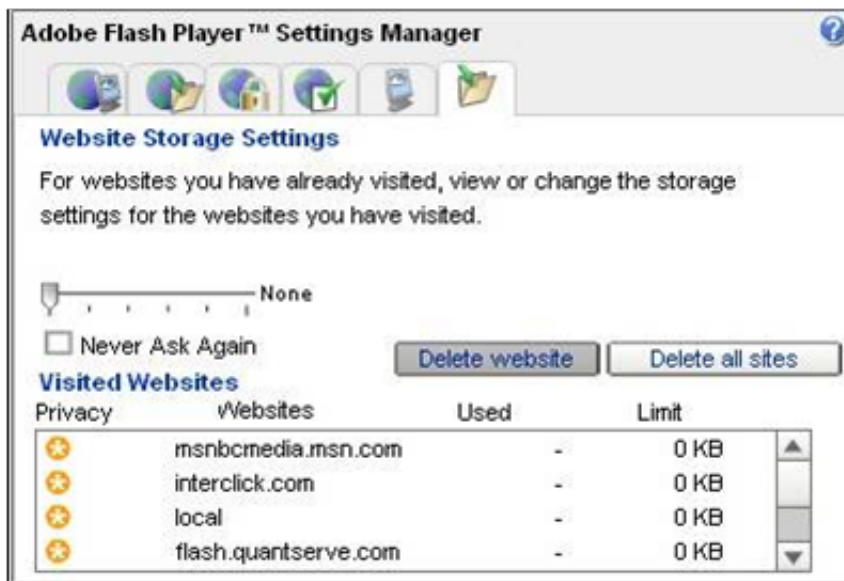 Adobe Flash Player™ Settings Manager
?
Website Storage Settings
For websites you have already visited, view or change the storage
settings for the websites you have visited.
None
Never Ask Again
Delete website Delete all sites
Visited Websites
Privacy Websites Used Limit
msnbcmedia.msn.com - 0 KB
interclick.com - 0 KB
local - 0 KB
flash.quantserve.com - 0 KB